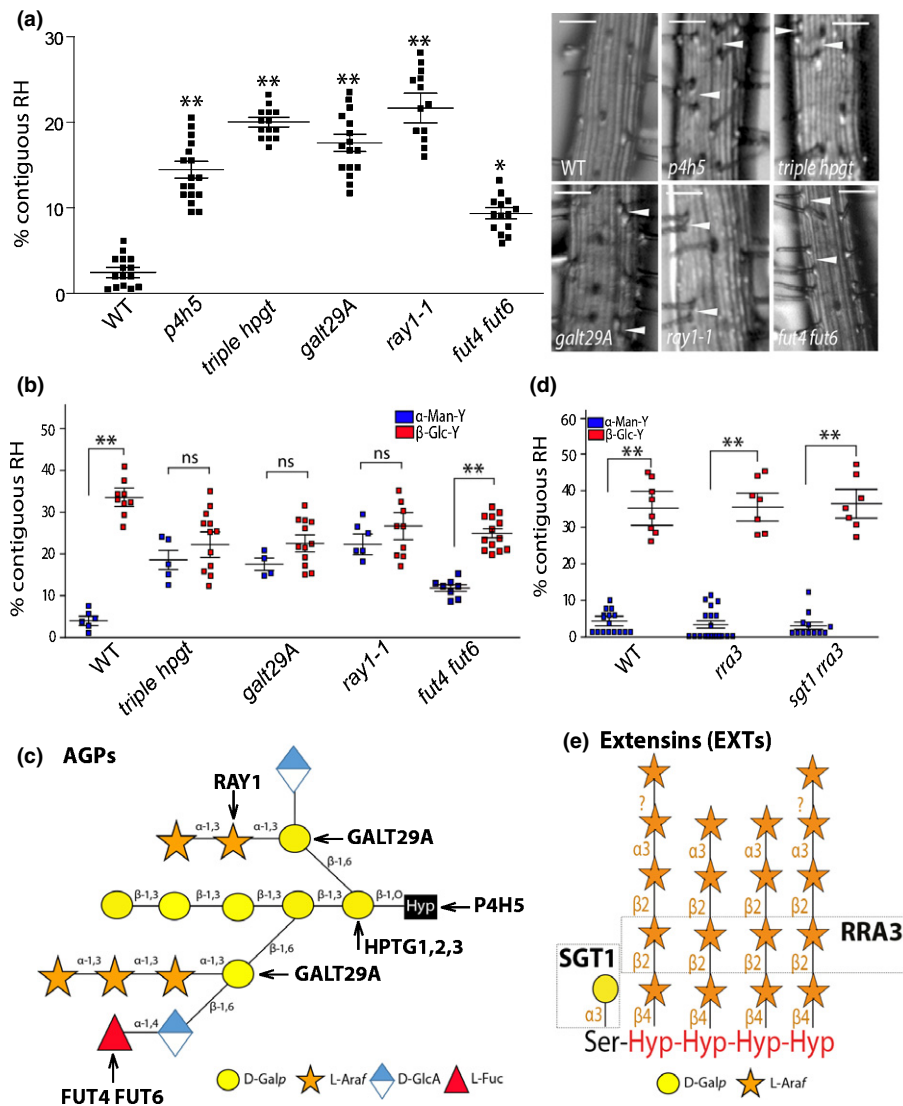 (a)
% contiguous RH
30
20
10
0
**
**
**
**
*
WT
p4h5
triple hpgt
galt29A
ray1-1
fut4 fut6
WT
p4h5
triple hpgt
galt29A
ray1-1
fut4 fut6
(b)
% contiguous RH
50
40
30
20
10
0
α-Man-Y
β-Glc-Y
**
ns
ns
ns
**
WT
triple hpgt
galt29A
ray1-1
fut4 fut6
(d)
% contiguous RH
60
50
40
30
20
10
0
α-Man-Y
β-Glc-Y
**
**
**
WT
rra3
sgt1 rra3
(c) AGPs
RAY1
α-1,3
α-1,3
GALT29A
β-1,6
β-1,3
β-1,3
β-1,3
β-1,3
β-1,O
Hyp
P4H5
HPTG1,2,3
β-1,6
α-1,3
α-1,3
α-1,3
GALT29A
β-1,6
α-1,4
FUT4 FUT6
D-Galp
L-Araf
D-GlcA
L-Fuc
(e) Extensins (EXTs)
? ?
α3 α3 α3 α3
β2 β2 β2 β2
RRA3
β2 β2 β2 β2
SGT1
α3 β4 β4 β4 β4
Ser-Hyp-Hyp-Hyp-Hyp
D-Galp
L-Araf